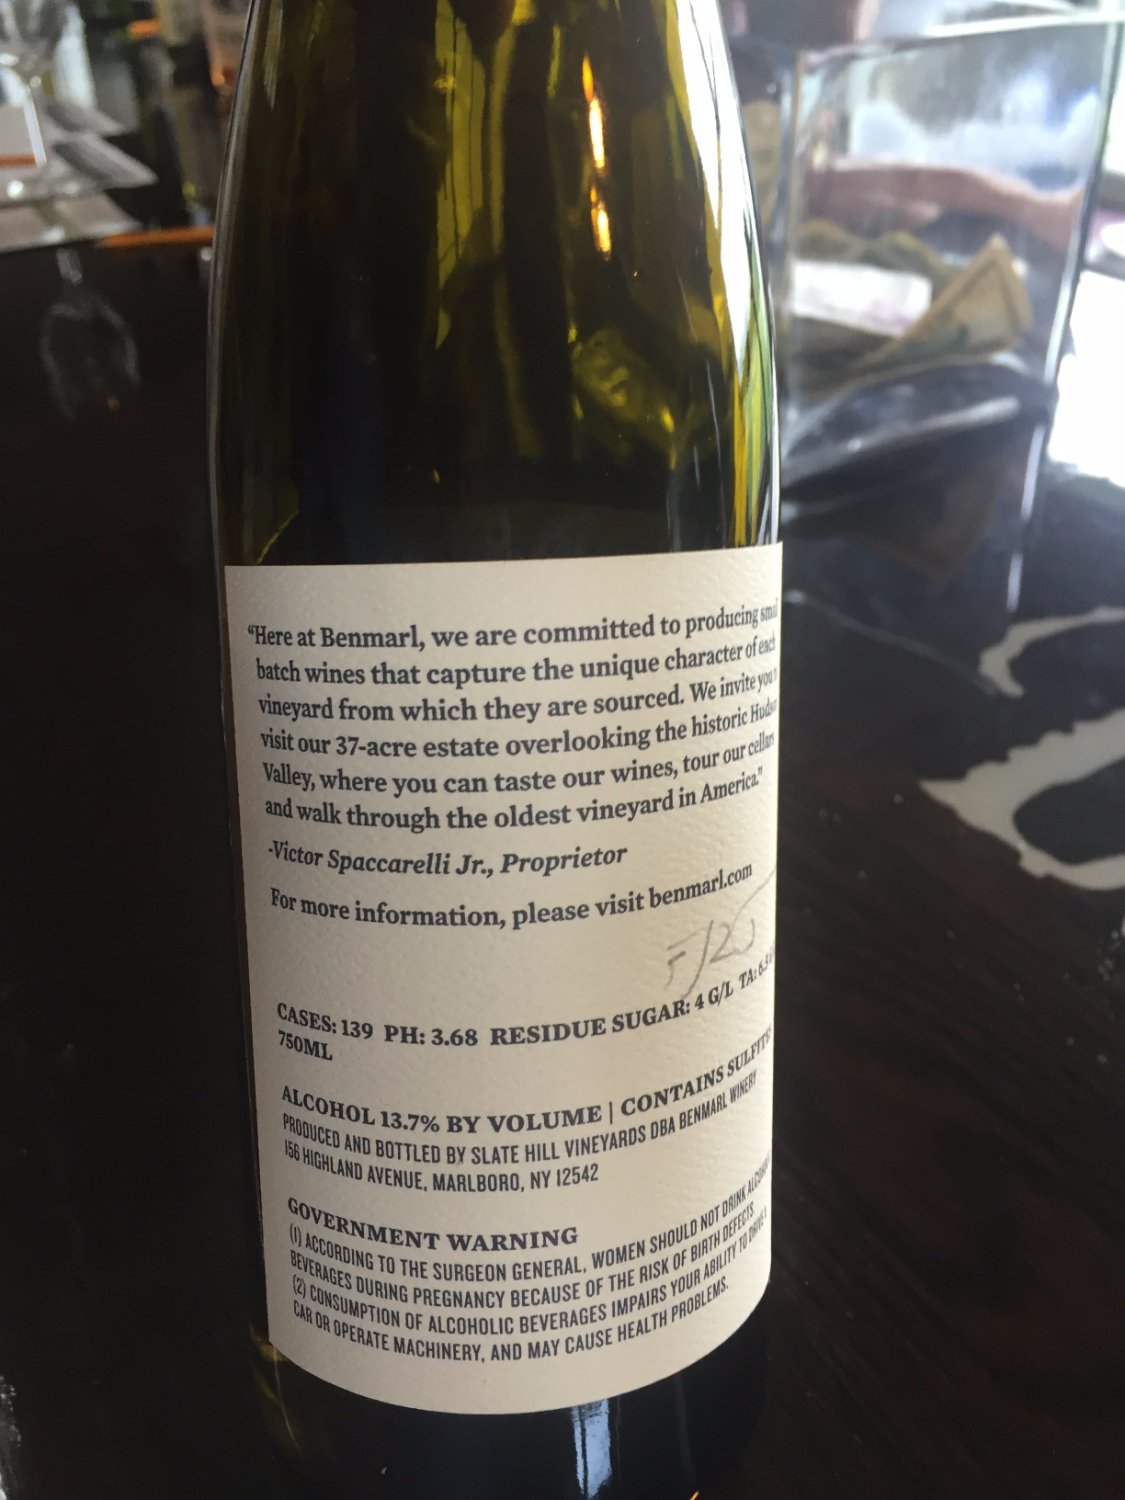 “Here at Benmarl, we are committed to producing small
batch wines that capture the unique character of each
vineyard from which they are sourced. We invite you to
visit our 37-acre estate overlooking the historic Hudson
Valley, where you can taste our wines, tour our cellars
and walk through the oldest vineyard in America.”
-Victor Spaccarelli Jr., Proprietor
For more information, please visit benmarl.com
CASES: 139 PH: 3.68 RESIDUE SUGAR: 4 G/L TA:
750ML
ALCOHOL 13.7% BY VOLUME | CONTAINS SULFITES
PRODUCED AND BOTTLED BY SLATE HILL VINEYARDS DBA BENMARL WINERY
156 HIGHLAND AVENUE, MARLBORO, NY 12542
GOVERNMENT WARNING
(1) ACCORDING TO THE SURGEON GENERAL, WOMEN SHOULD NOT DRINK ALCOHOLIC
BEVERAGES DURING PREGNANCY BECAUSE OF THE RISK OF BIRTH DEFECTS.
(2) CONSUMPTION OF ALCOHOLIC BEVERAGES IMPAIRS YOUR ABILITY TO DRIVE A
CAR OR OPERATE MACHINERY, AND MAY CAUSE HEALTH PROBLEMS.